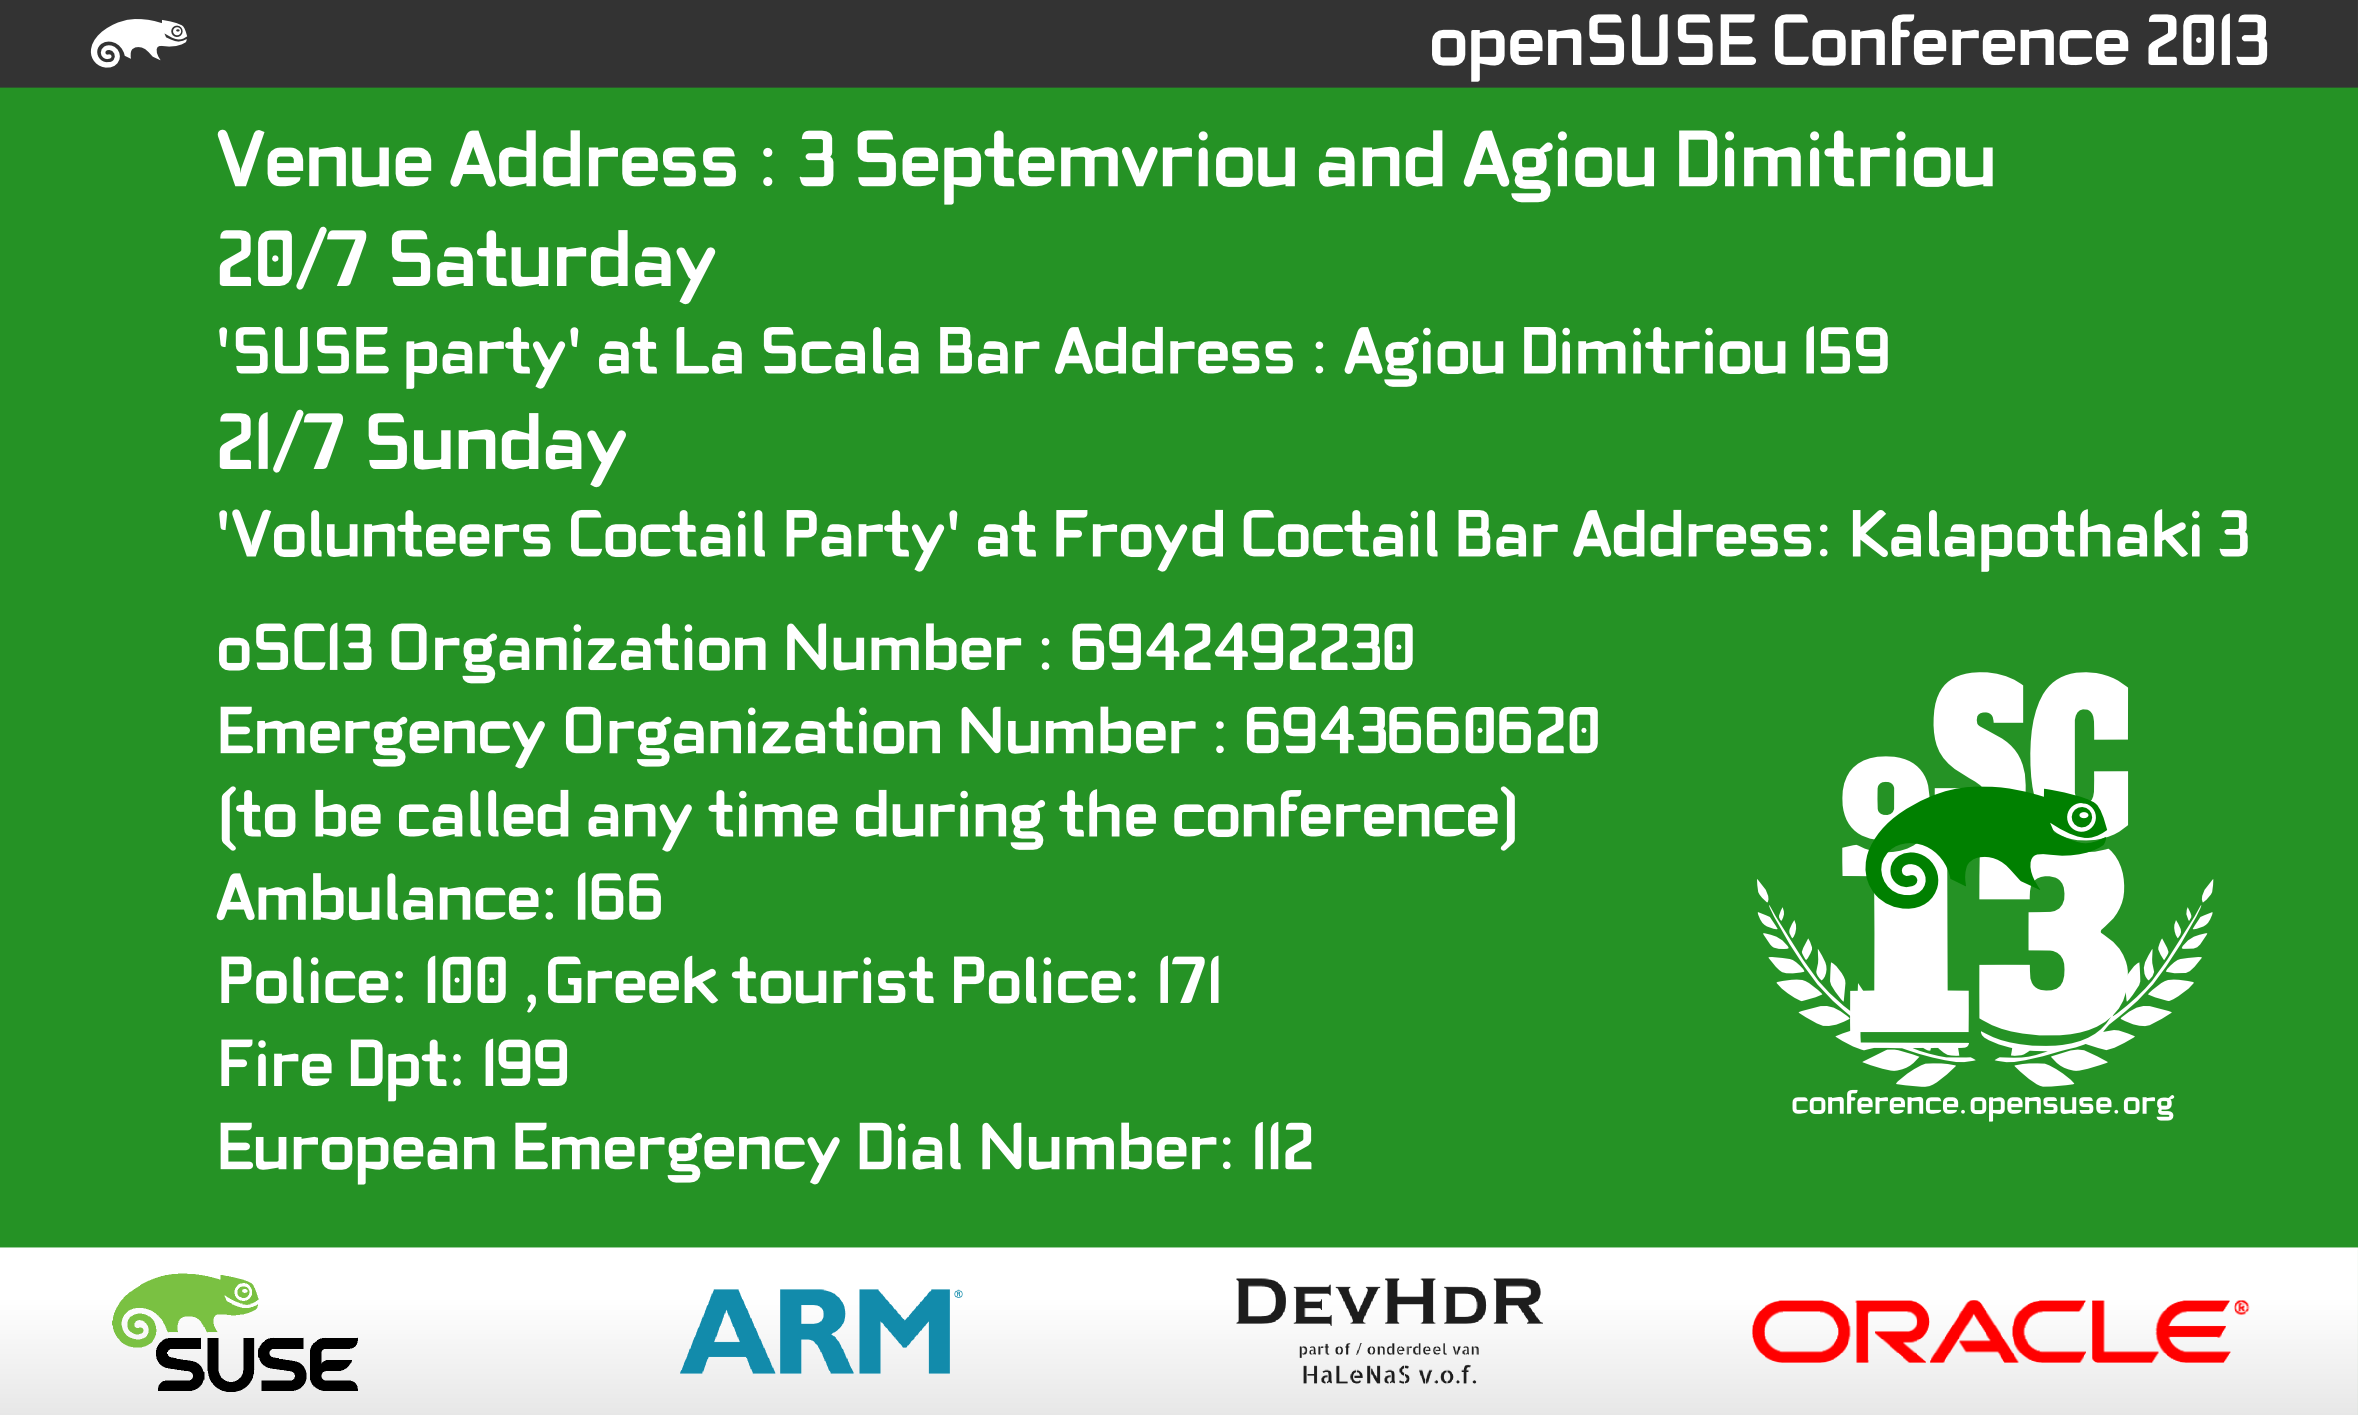 openSUSE Conference 2013
Venue Address : 3 Septemvriou and Agiou Dimitriou
20/7 Saturday
'SUSE party' at La Scala Bar Address : Agiou Dimitriou 159
21/7 Sunday
'Volunteers Coctail Party' at Froyd Coctail Bar Address: Kalapothaki 3
oSC13 Organization Number : 6942492230
Emergency Organization Number : 6943660620
(to be called any time during the conference)
Ambulance: 166
Police: 100 ,Greek tourist Police: 171
Fire Dpt: 199
European Emergency Dial Number: 112
oSC
13
conference.opensuse.org
SUSE
ARM®
DEVHDR
part of / onderdeel van
HaLeNaS v.o.f.
ORACLE®